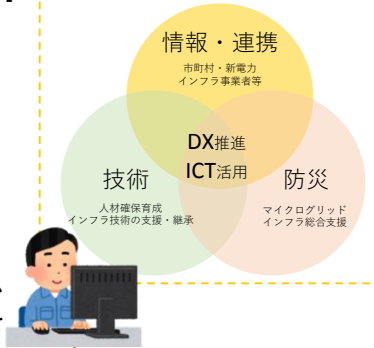 情報・連携
市町村・新電力
インフラ事業者等
DX推進
ICT活用
技術
人材確保育成
インフラ技術の支援・継承
防災
マイクログリッド
インフラ総合支援